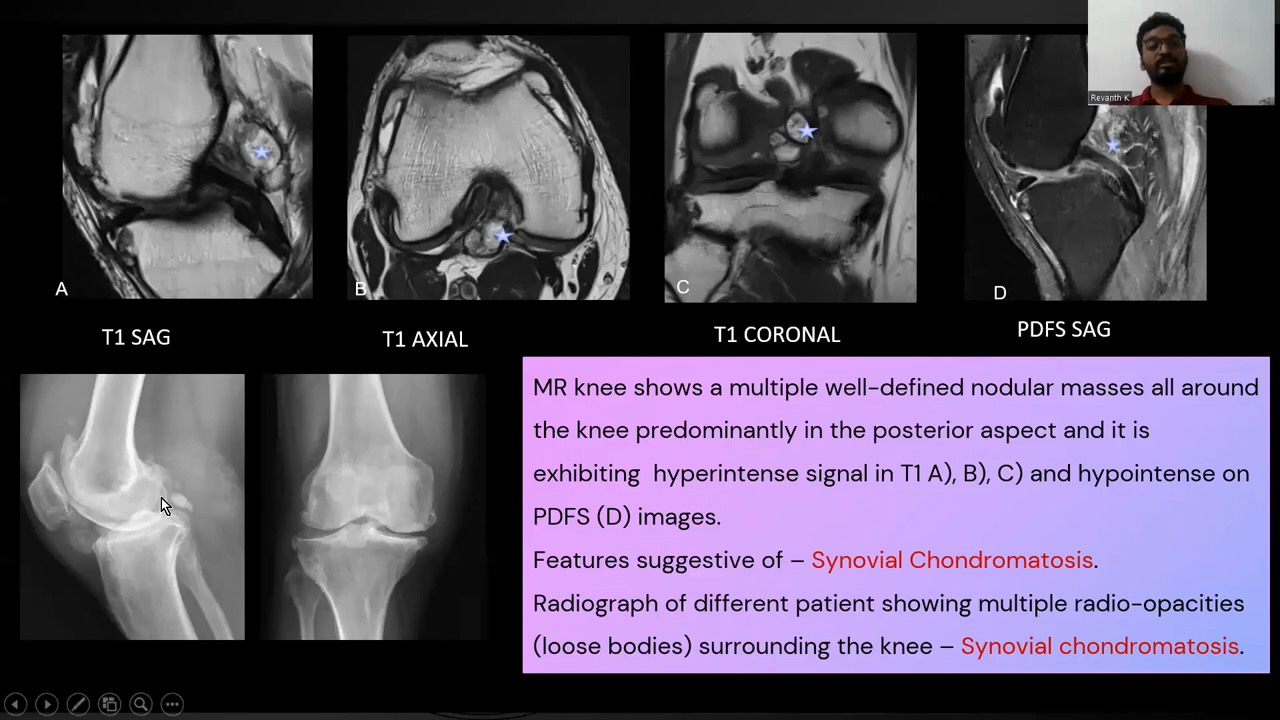 Revanth K
A
B
C
D
T1 SAG
T1 AXIAL
T1 CORONAL
PDFS SAG
MR knee shows a multiple well-defined nodular masses all around
the knee predominantly in the posterior aspect and it is
exhibiting hyperintense signal in T1 A), B), C) and hypointense on
PDFS (D) images.
Features suggestive of – Synovial Chondromatosis.
Radiograph of different patient showing multiple radio-opacities
(loose bodies) surrounding the knee – Synovial chondromatosis.